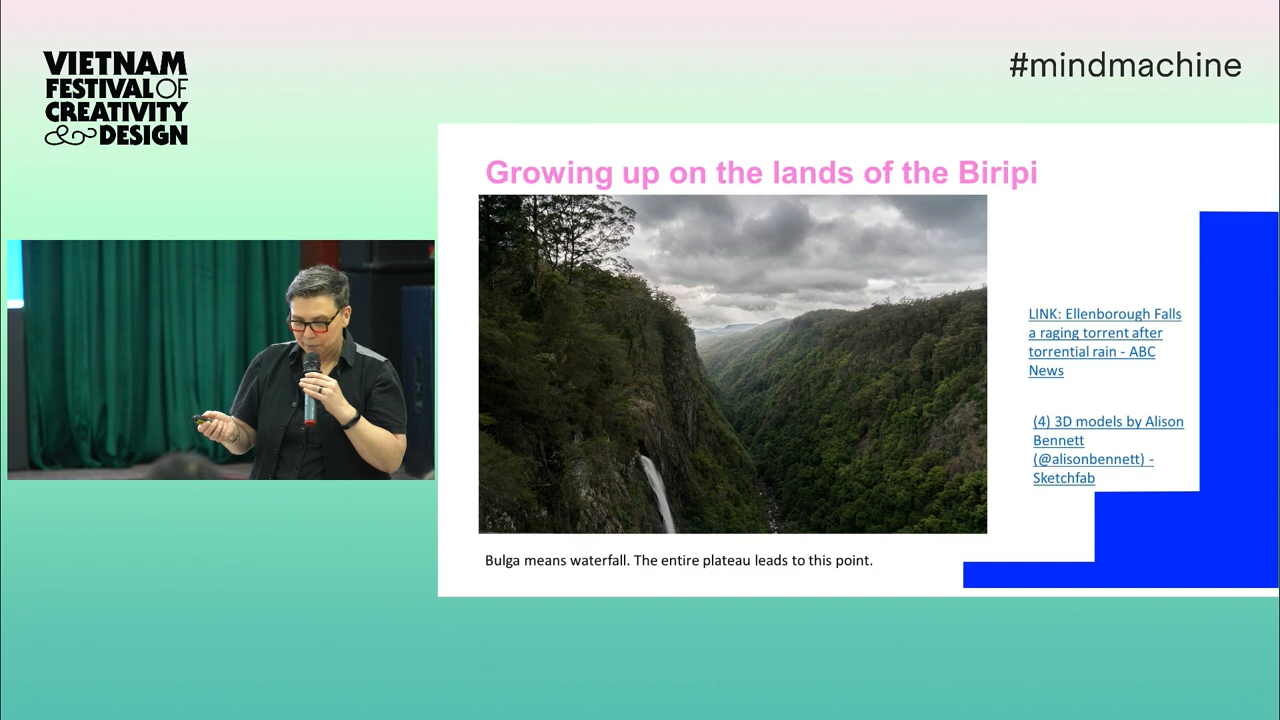 VIETNAM
FESTIVAL OF
CREATIVITY
& DESIGN
#mindmachine
Growing up on the lands of the Biripi
LINK: Ellenborough Falls
a raging torrent after
torrential rain - ABC
News
(4) 3D models by Alison
Bennett
(@alisonbennett) -
Sketchfab
Bulga means waterfall. The entire plateau leads to this point.